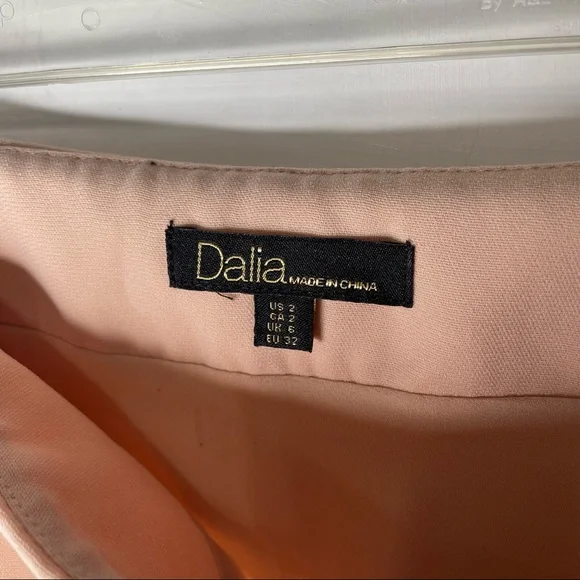 Dalia MADE IN CHINA
US 2
CA 2
UK 6
EU 32